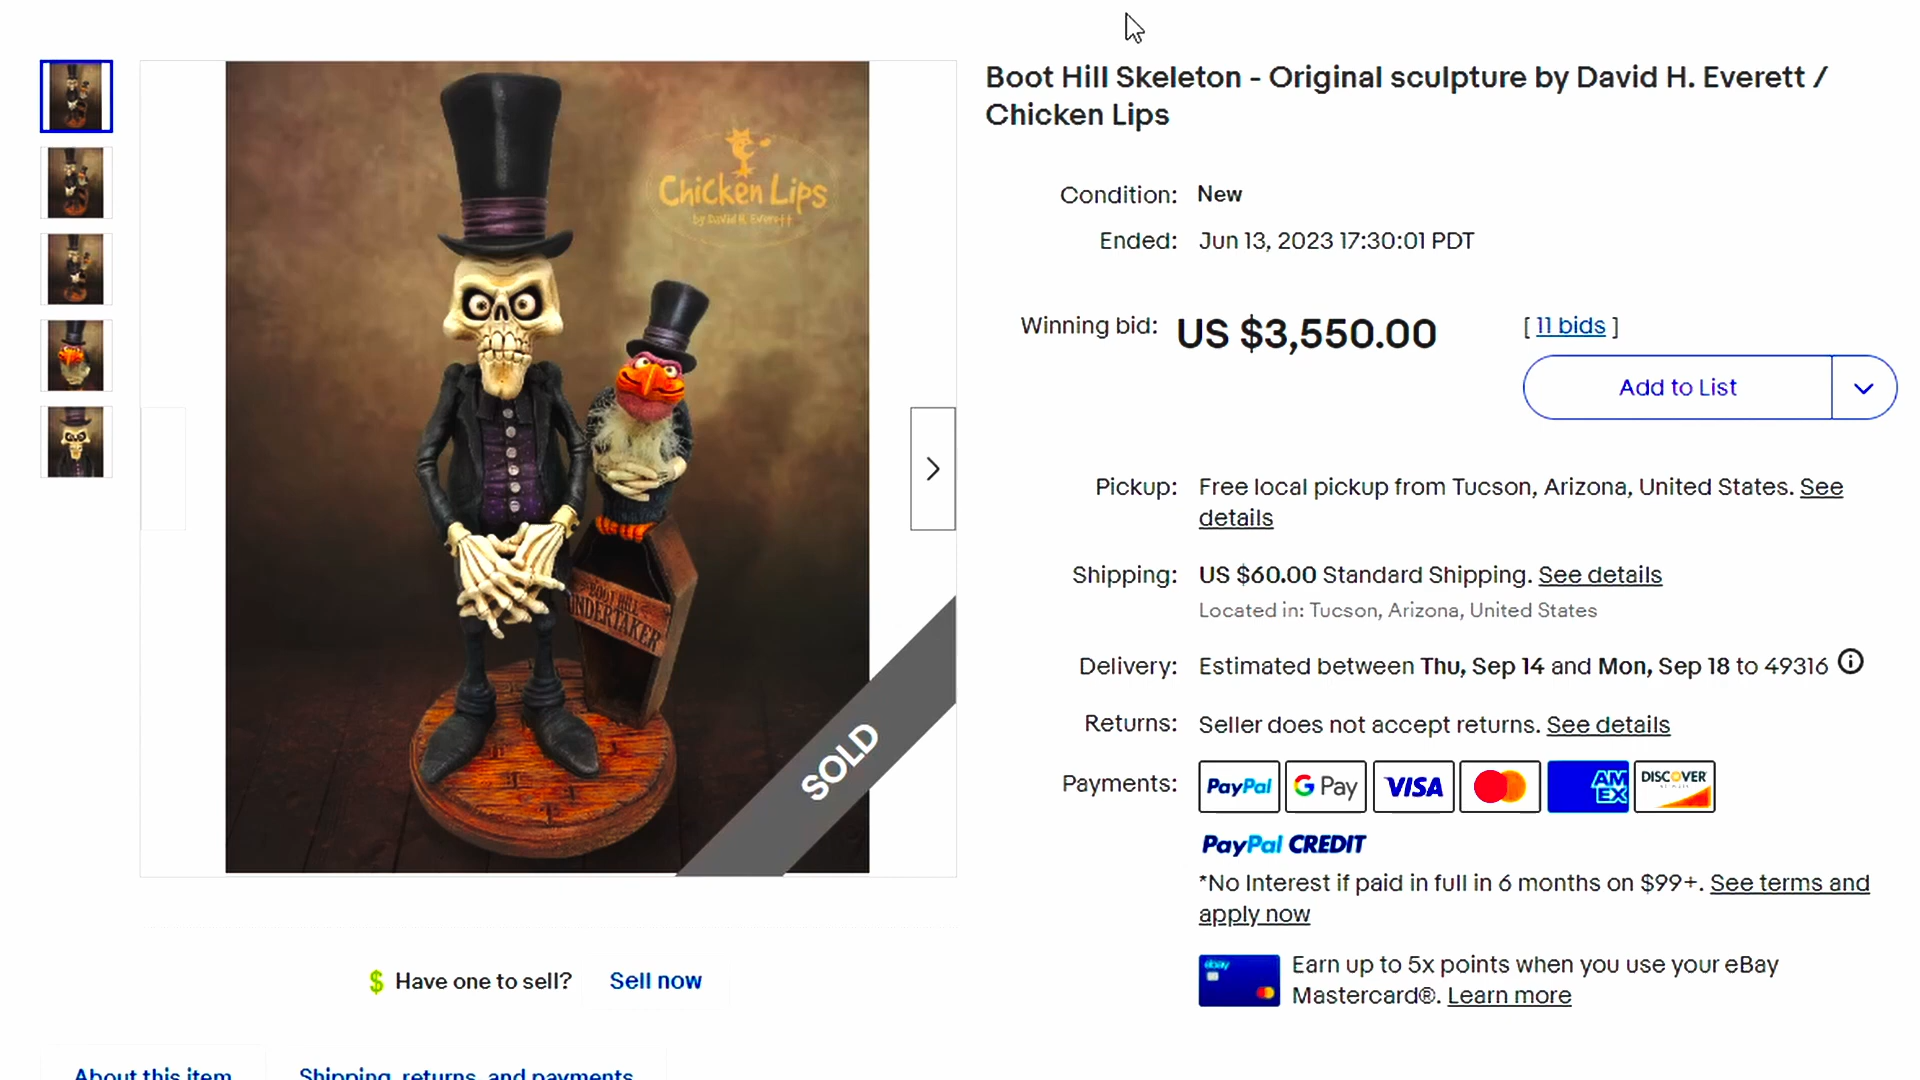 Boot Hill Skeleton - Original sculpture by David H. Everett /
Chicken Lips
Chicken Lips
by David H. Everett
BOOT HILL
UNDERTAKER
SOLD
Condition: New
Ended: Jun 13, 2023 17:30:01 PDT
Winning bid: US $3,550.00 [ 11 bids ]
Add to List
Pickup: Free local pickup from Tucson, Arizona, United States. See
details
Shipping: US $60.00 Standard Shipping. See details
Located in: Tucson, Arizona, United States
Delivery: Estimated between Thu, Sep 14 and Mon, Sep 18 to 49316
Returns: Seller does not accept returns. See details
Payments: PayPal G Pay VISA AM EX DISCOVER
PayPal CREDIT
*No Interest if paid in full in 6 months on $99+. See terms and
apply now
ebay
Earn up to 5x points when you use your eBay
Mastercard®. Learn more
$ Have one to sell? Sell now
About this item Shipping, returns, and payments